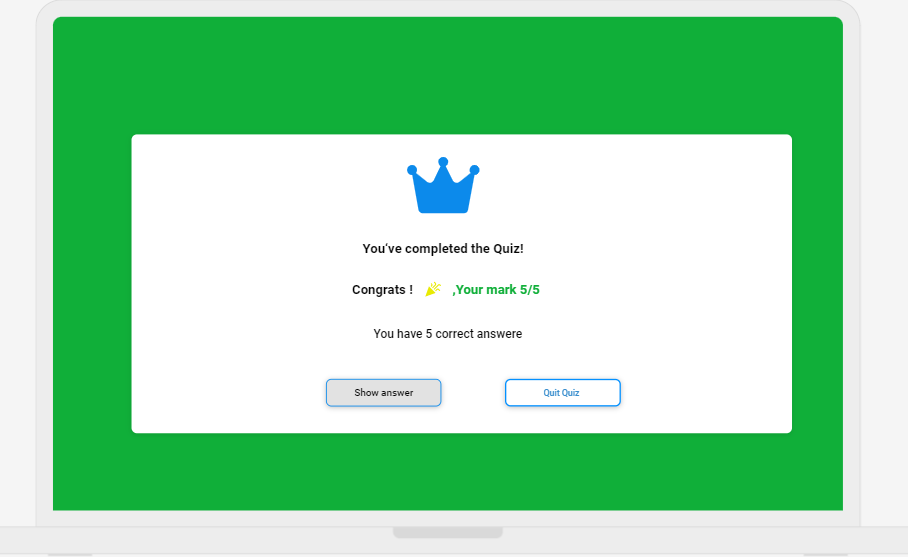 You've completed the Quiz!
Congrats ! ,Your mark 5/5
You have 5 correct answere
Show answer
Quit Quiz